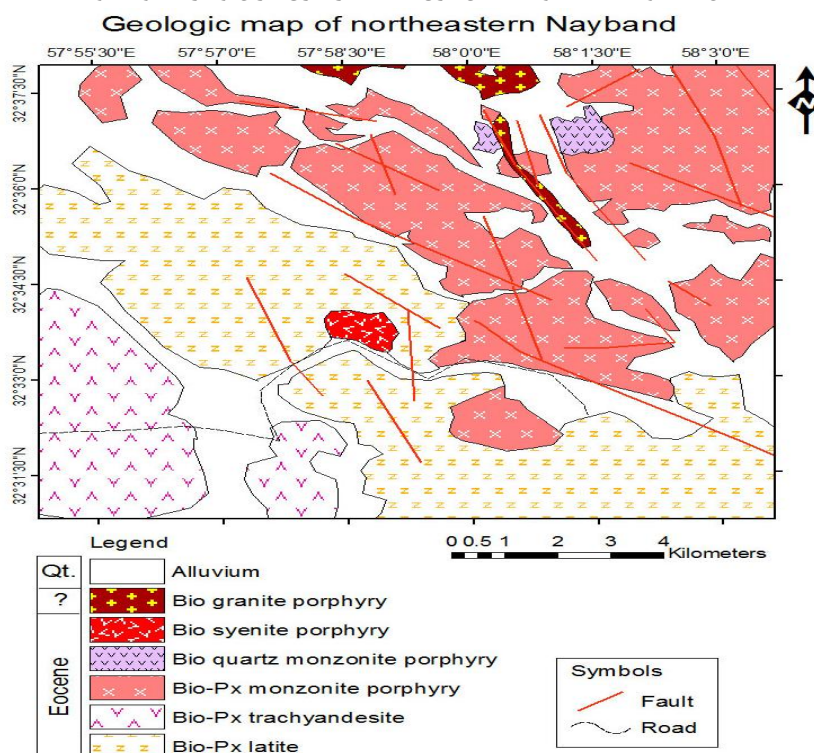 Geologic map of northeastern Nayband
57°55'30"E 57°57'0"E 57°58'30"E 58°0'0"E 58°1'30"E 58°3'0"E
N
32°37'30"N
32°36'0"N
32°34'30"N
32°33'0"N
32°31'30"N
Legend
0 0.5 1 2 3 4
Kilometers
Qt. Alluvium
? Bio granite porphyry
Eocene
Bio syenite porphyry
Bio quartz monzonite porphyry
Bio-Px monzonite porphyry
Bio-Px trachyandesite
Bio-Px latite
Symbols
Fault
Road